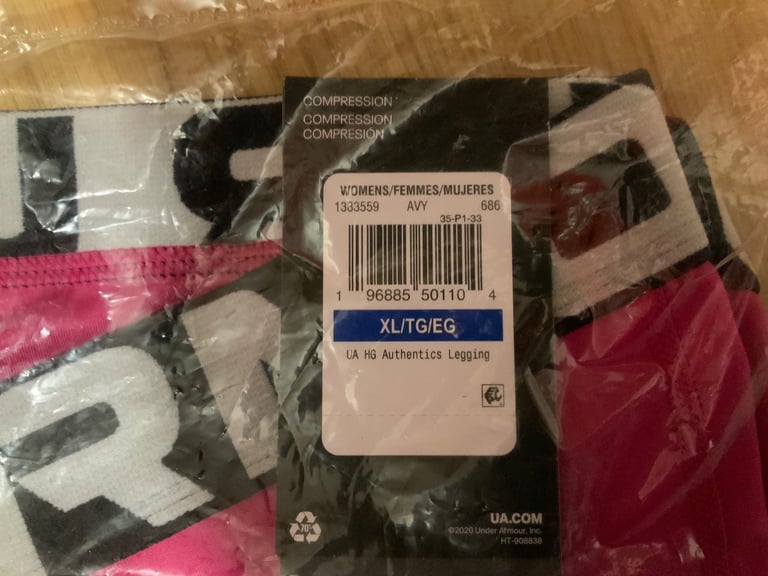 COMPRESSION
COMPRESSION
COMPRESIÓN
WOMENS/FEMMES/MUJERES
1333559 AVY 686
35-P1-33
1 96885 50110 4
XL/TG/EG
UA HG Authentics Legging
70%
UA.COM
©2020 Under Armour, Inc.
HT-908838